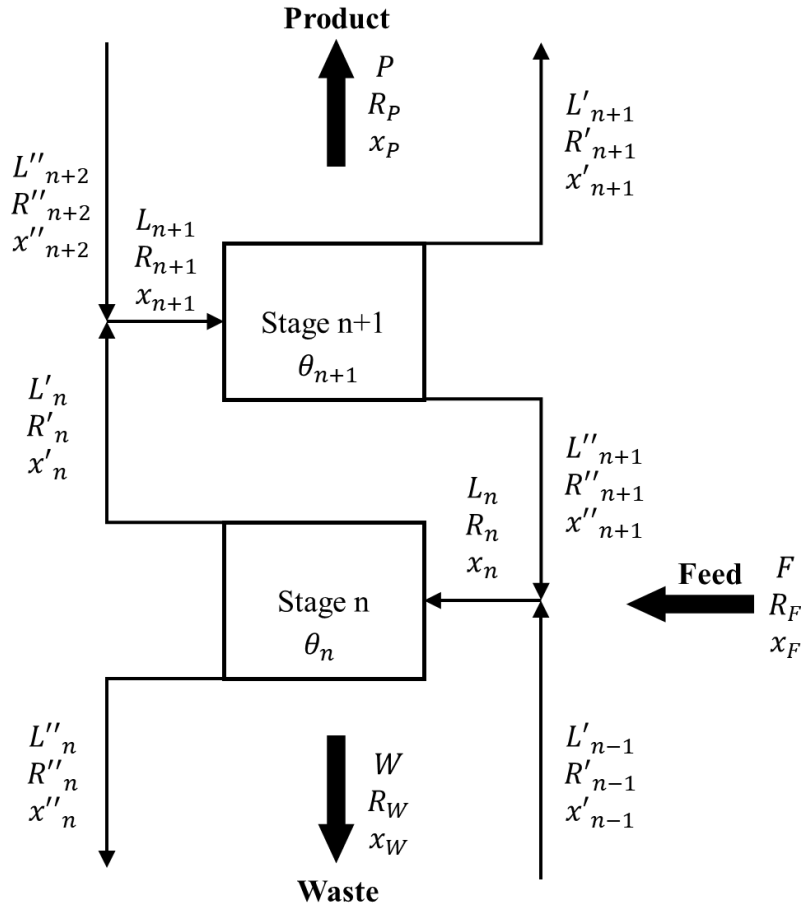 Product
P
R_P
x_P
L'_{n+1}
R'_{n+1}
x'_{n+1}
L''_{n+2}
R''_{n+2}
x''_{n+2}
L_{n+1}
R_{n+1}
x_{n+1}
Stage n+1
θ_{n+1}
L'_n
R'_n
x'_n
L''_{n+1}
R''_{n+1}
x''_{n+1}
L_n
R_n
x_n
Feed
F
R_F
x_F
Stage n
θ_n
L''_n
R''_n
x''_n
W
R_W
x_W
L'_{n-1}
R'_{n-1}
x'_{n-1}
Waste